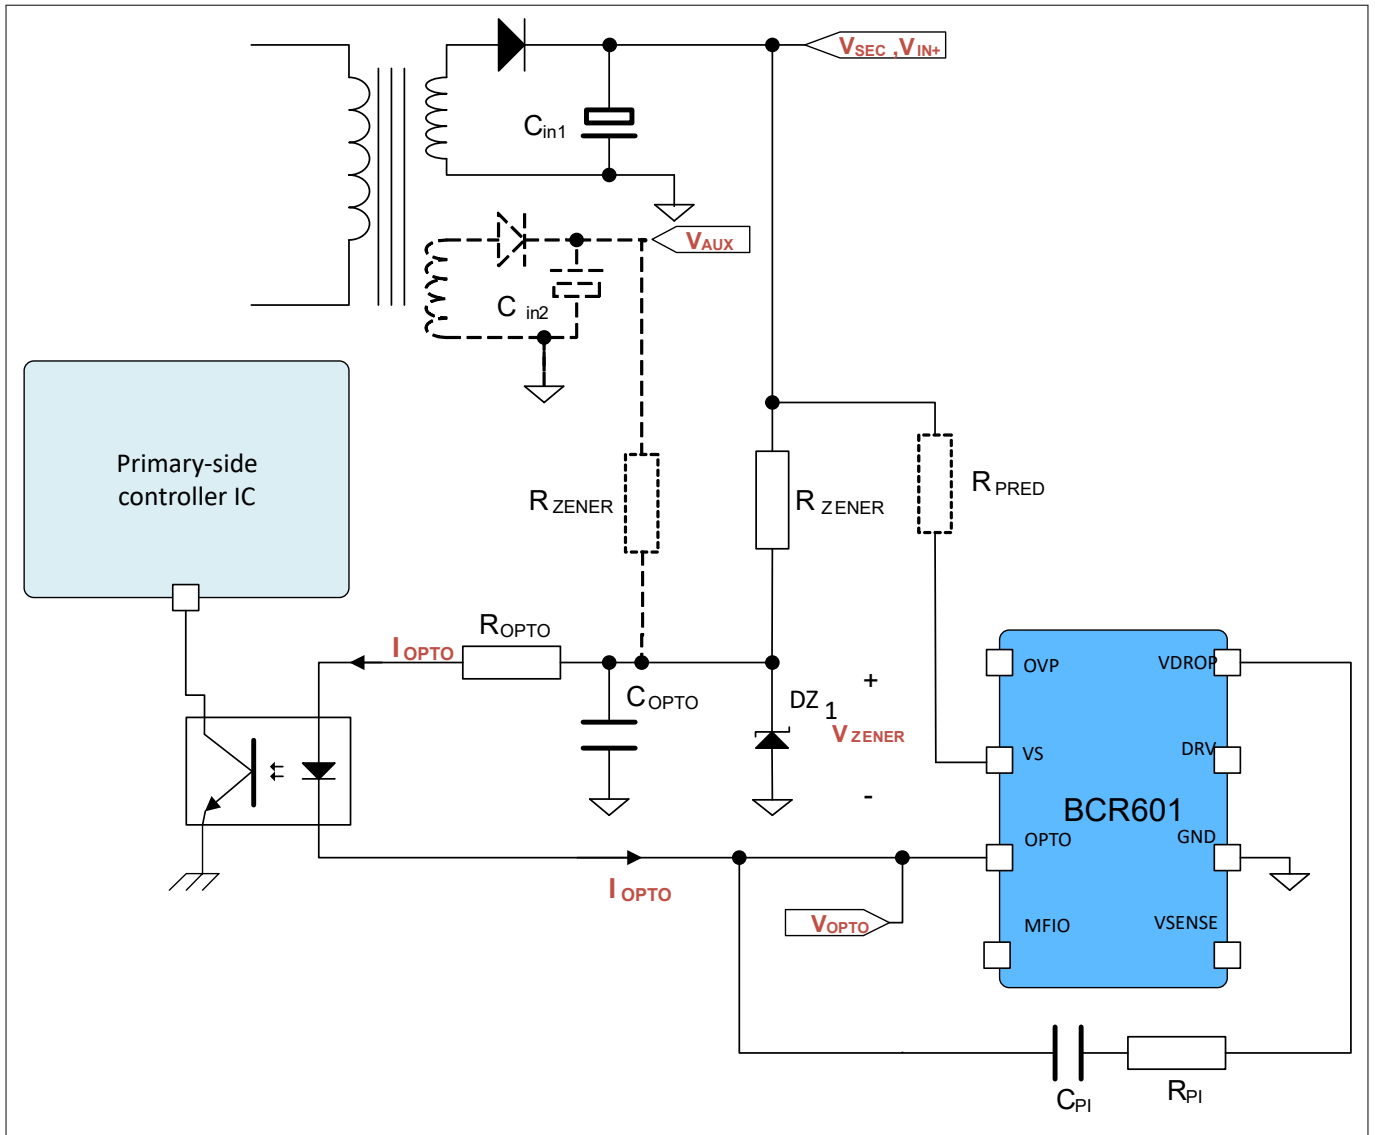 VSEC ,VIN+
Cin1
VAUX
C in2
Primary-side
controller IC
RZENER
R ZENER
RPRED
ROPTO
IOPTO
COPTO
DZ 1
+
VZENER
-
OVP
VDROP
VS
DRV
BCR601
OPTO
GND
MFIO
VSENSE
IOPTO
VOPTO
CPI
RPI